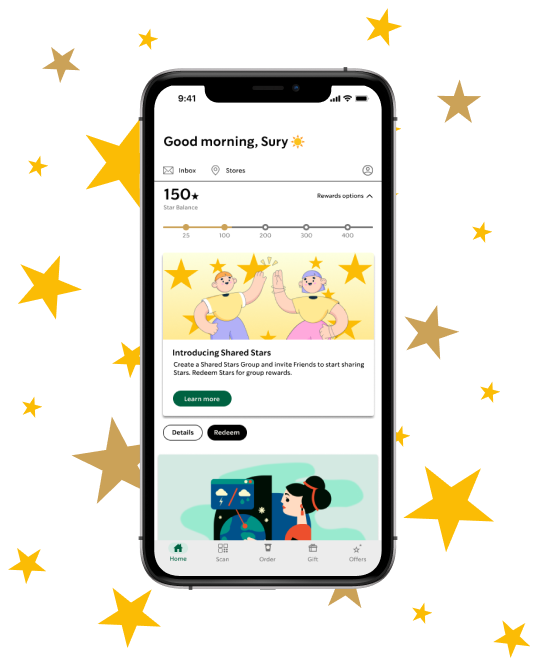 9:41
Good morning, Sury
Inbox Stores
150★
Rewards options
Star Balance
25 100 200 300 400
Introducing Shared Stars
Create a Shared Stars Group and invite Friends to start sharing
Stars. Redeem Stars for group rewards.
Learn more
Details Redeem
Home Scan Order Gift Offers